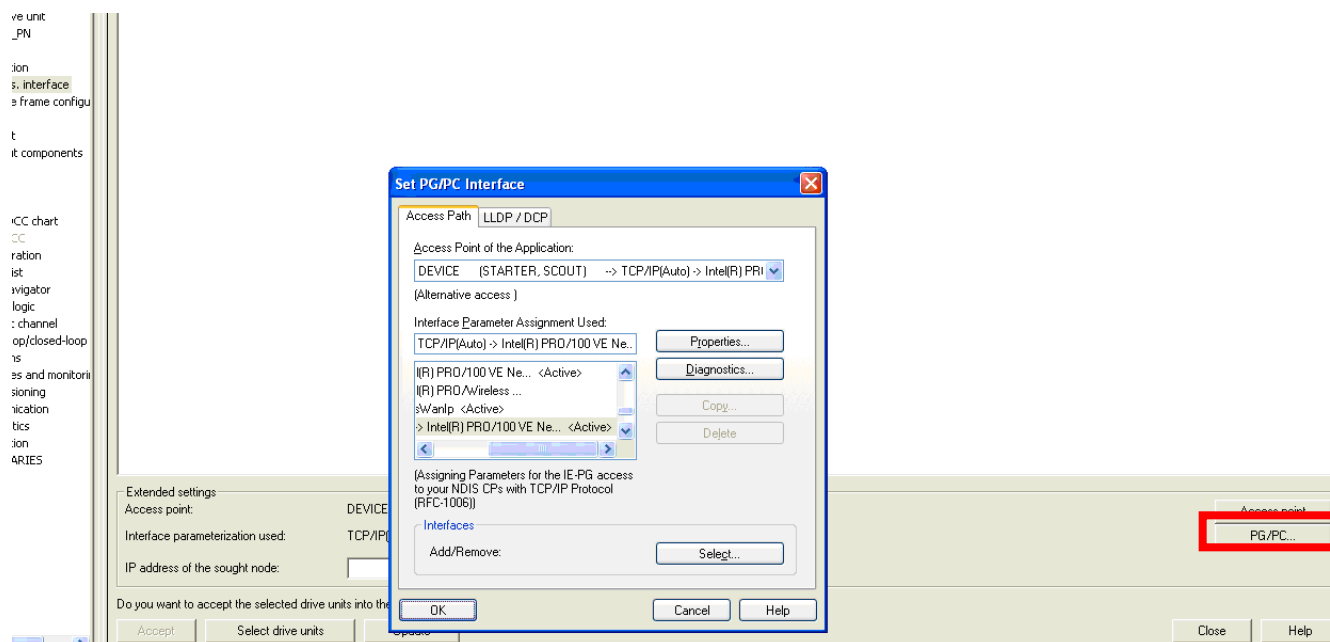 ve unit
_PN
ion
s. interface
e frame configu
t
it components
CC chart
CC
ration
ist
avigator
logic
: channel
op/closed-loop
ns
es and monitori
sioning
nication
tics
tion
ARIES
Set PG/PC Interface
Access Path LLDP / DCP
Access Point of the Application:
DEVICE (STARTER, SCOUT) --> TCP/IP(Auto) -> Intel(R) PR
(Alternative access )
Interface Parameter Assignment Used:
TCP/IP(Auto) -> Intel(R) PRO/100 VE Ne.. Properties...
l(R) PRO/100 VE Ne... <Active> Diagnostics...
l(R) PRO/Wireless ...
sWanIp <Active> Copy...
-> Intel(R) PRO/100 VE Ne... <Active> Delete
(Assigning Parameters for the IE-PG access
to your NDIS CPs with TCP/IP Protocol
(RFC-1006))
Interfaces
Add/Remove: Select...
OK Cancel Help
Extended settings
Access point: DEVICE Access point
Interface parameterization used: TCP/IP( PG/PC...
IP address of the sought node:
Do you want to accept the selected drive units into the
Accept Select drive units Update Close Help